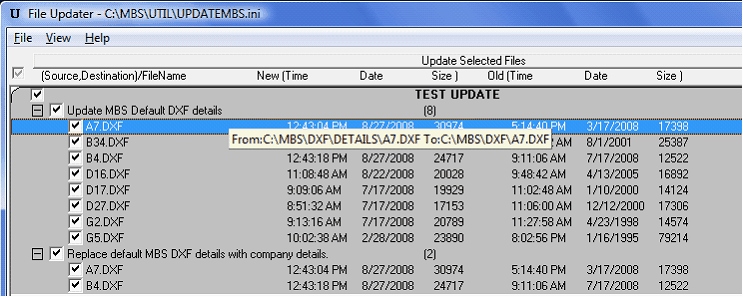 U File Updater - C:\MBS\UTIL\UPDATEMBS.ini
File View Help
Update Selected Files
(Source,Destination)/FileName New (Time Date Size ) Old (Time Date Size )
TEST UPDATE
Update MBS Default DXF details (8)
A7.DXF 12:43:04 PM 8/27/2008 30974 5:14:40 PM 3/17/2008 17398
From:C:\MBS\DXF\DETAILS\A7.DXF To:C:\MBS\DXF\A7.DXF
B34.DXF AM 8/1/2001 25387
B4.DXF 12:43:18 PM 8/27/2008 24717 9:11:06 AM 7/17/2008 12522
D16.DXF 11:08:48 AM 8/22/2008 20028 9:48:42 AM 4/13/2005 16892
D17.DXF 9:09:06 AM 7/17/2008 19929 11:02:48 AM 1/10/2000 14124
D27.DXF 8:51:32 AM 7/17/2008 17153 11:06:00 AM 12/12/2000 17306
G2.DXF 9:13:16 AM 7/17/2008 20789 11:27:58 AM 4/23/1998 14574
G5.DXF 10:02:38 AM 2/28/2008 23890 8:02:56 PM 1/16/1995 79214
Replace default MBS DXF details with company details. (2)
A7.DXF 12:43:04 PM 8/27/2008 30974 5:14:40 PM 3/17/2008 17398
B4.DXF 12:43:18 PM 8/27/2008 24717 9:11:06 AM 7/17/2008 12522